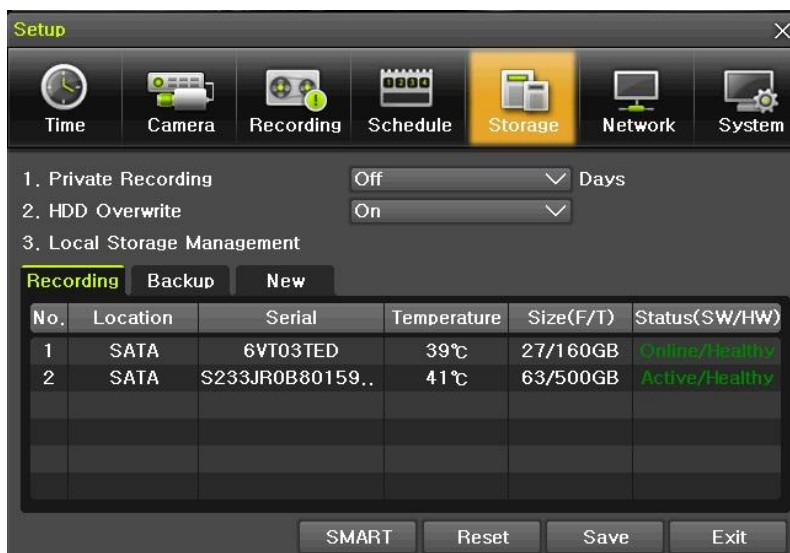 Setup
Time Camera Recording Schedule Storage Network System
1. Private Recording Off Days
2. HDD Overwrite On
3. Local Storage Management
Recording Backup New
No. Location Serial Temperature Size(F/T) Status(SW/HW)
1 SATA 6VT03TED 39℃ 27/160GB Online/Healthy
2 SATA S233JR0B80159.. 41℃ 63/500GB Active/Healthy
SMART Reset Save Exit